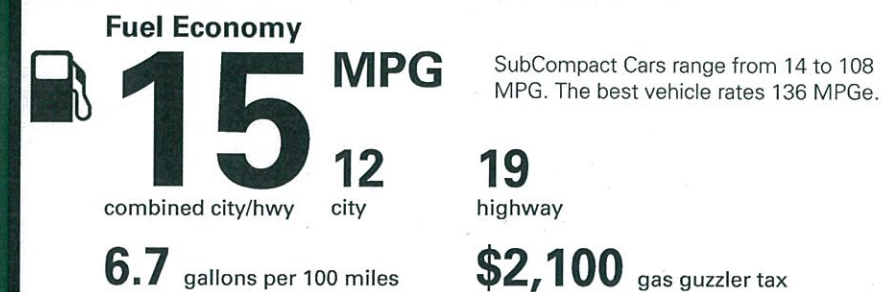 Fuel Economy
15 MPG
SubCompact Cars range from 14 to 108
MPG. The best vehicle rates 136 MPGe.
combined city/hwy
12
city
19
highway
6.7 gallons per 100 miles
$2,100 gas guzzler tax